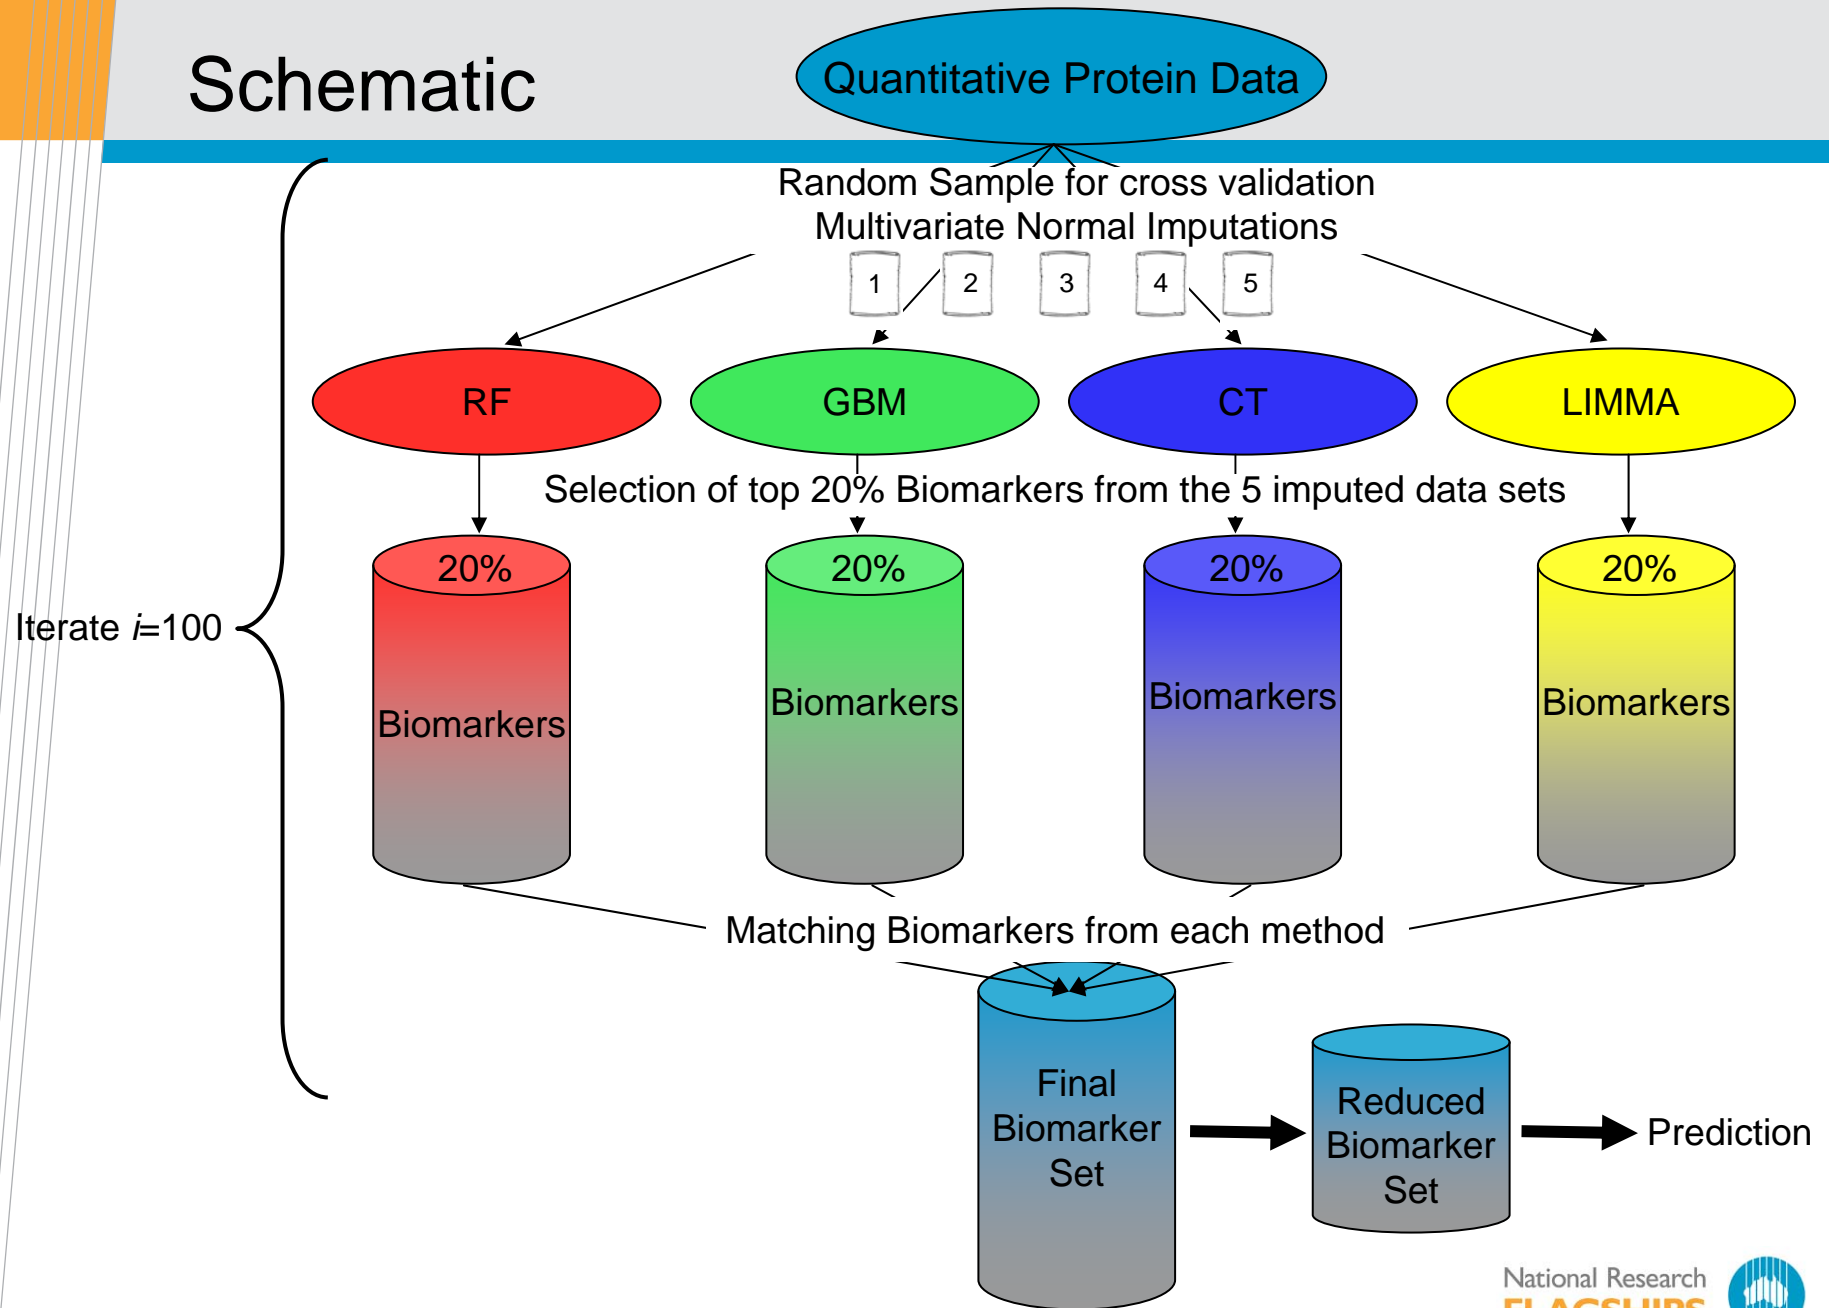 Schematic
Quantitative Protein Data
Random Sample for cross validation
Multivariate Normal Imputations
1 2 3 4 5
RF GBM CT LIMMA
Selection of top 20% Biomarkers from the 5 imputed data sets
20% 20% 20% 20%
Iterate i=100
Biomarkers Biomarkers Biomarkers Biomarkers
Matching Biomarkers from each method
Final
Biomarker
Set
Reduced
Biomarker
Set
Prediction
National Research
FLAGSHIPS